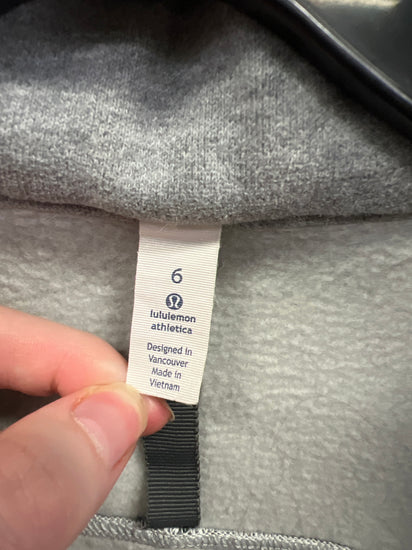 6
lululemon
athletica
Designed in
Vancouver
Made in
Vietnam